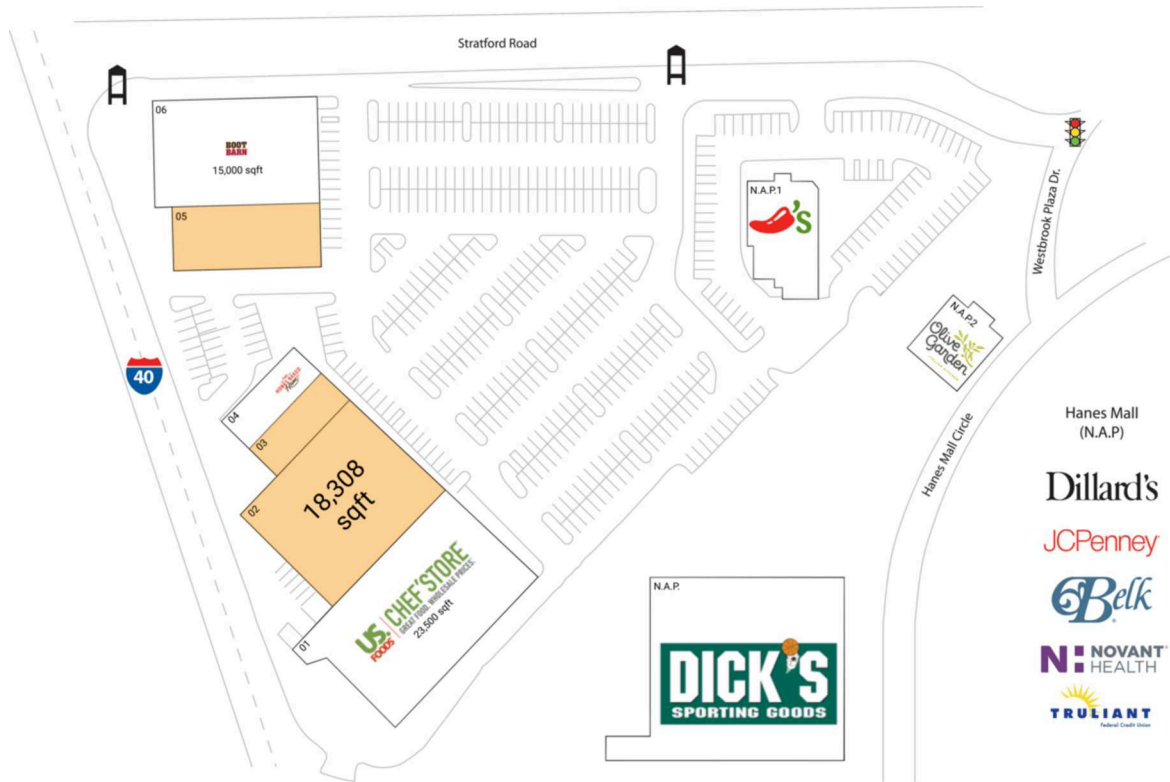 Stratford Road
06
BOOT
BARN
15,000 sqft
05
N.A.P.1
'S
Westbrook Plaza Dr.
N.A.P.2
Olive
Garden
40
04
03
02
18,308
sqft
01
US.
FOODS
CHEF'STORE
GREAT FOOD. WHOLESALE PRICES.
23,500 sqft
Hanes Mall Circle
N.A.P.
DICK'S
SPORTING GOODS
Hanes Mall
(N.A.P)
Dillard's
JCPenney
Belk
NOVANT
HEALTH
TRULIANT
Federal Credit Union